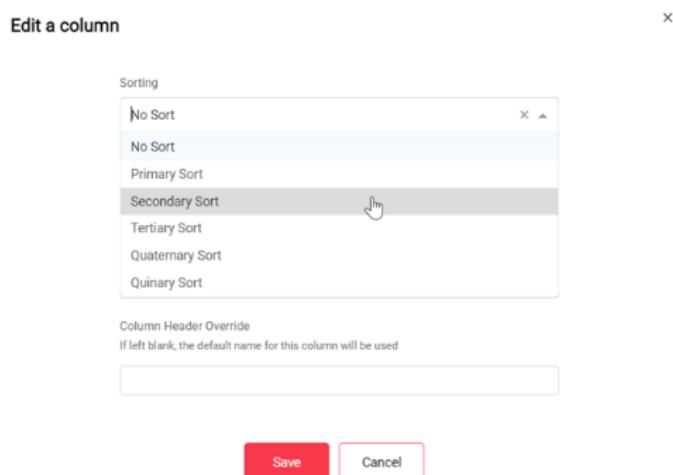 Edit a column
Sorting
No Sort
No Sort
Primary Sort
Secondary Sort
Tertiary Sort
Quaternary Sort
Quinary Sort
Column Header Override
If left blank, the default name for this column will be used
Save Cancel